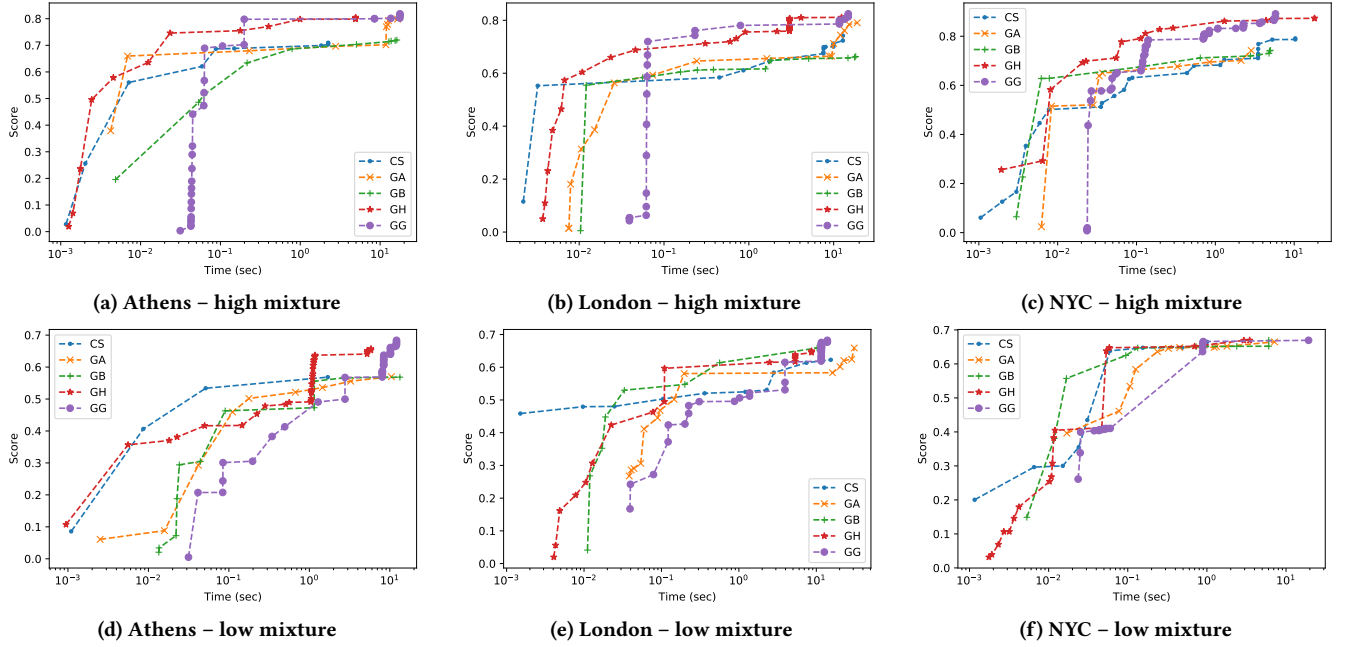 0.8
0.7
0.6
0.5
0.4
0.3
0.2
0.1
0.0
Score
CS
GA
GB
GH
GG
10⁻³ 10⁻² 10⁻¹ 10⁰ 10¹
Time (sec)
(a) Athens – high mixture
0.8
0.6
0.4
0.2
0.0
Score
CS
GA
GB
GH
GG
10⁻² 10⁻¹ 10⁰ 10¹
Time (sec)
(b) London – high mixture
0.8
0.6
0.4
0.2
0.0
Score
CS
GA
GB
GH
GG
10⁻³ 10⁻² 10⁻¹ 10⁰ 10¹
Time (sec)
(c) NYC – high mixture
0.7
0.6
0.5
0.4
0.3
0.2
0.1
0.0
Score
CS
GA
GB
GH
GG
10⁻³ 10⁻² 10⁻¹ 10⁰ 10¹
Time (sec)
(d) Athens – low mixture
0.7
0.6
0.5
0.4
0.3
0.2
0.1
0.0
Score
CS
GA
GB
GH
GG
10⁻³ 10⁻² 10⁻¹ 10⁰ 10¹
Time (sec)
(e) London – low mixture
0.7
0.6
0.5
0.4
0.3
0.2
0.1
0.0
Score
CS
GA
GB
GH
GG
10⁻³ 10⁻² 10⁻¹ 10⁰ 10¹
Time (sec)
(f) NYC – low mixture